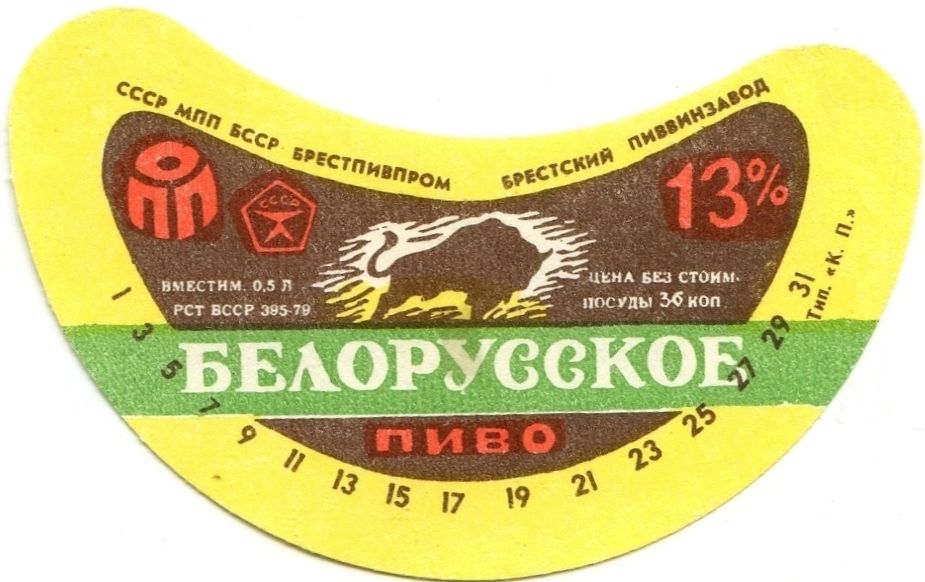 СССР МПП БССР БРЕСТПИВПРОМ БРЕСТСКИЙ ПИВВИНЗАВОД
ОПП
СССР
13%
ВМЕСТИМ. 0,5 Л
РСТ БССР 395-79
ЦЕНА БЕЗ СТОИМ.
ПОСУДЫ 36 КОП
БЕЛОРУССКОЕ
ПИВО
1 3 5 7 9 11 13 15 17 19 21 23 25 27 29 31
Тип. «К. П.»